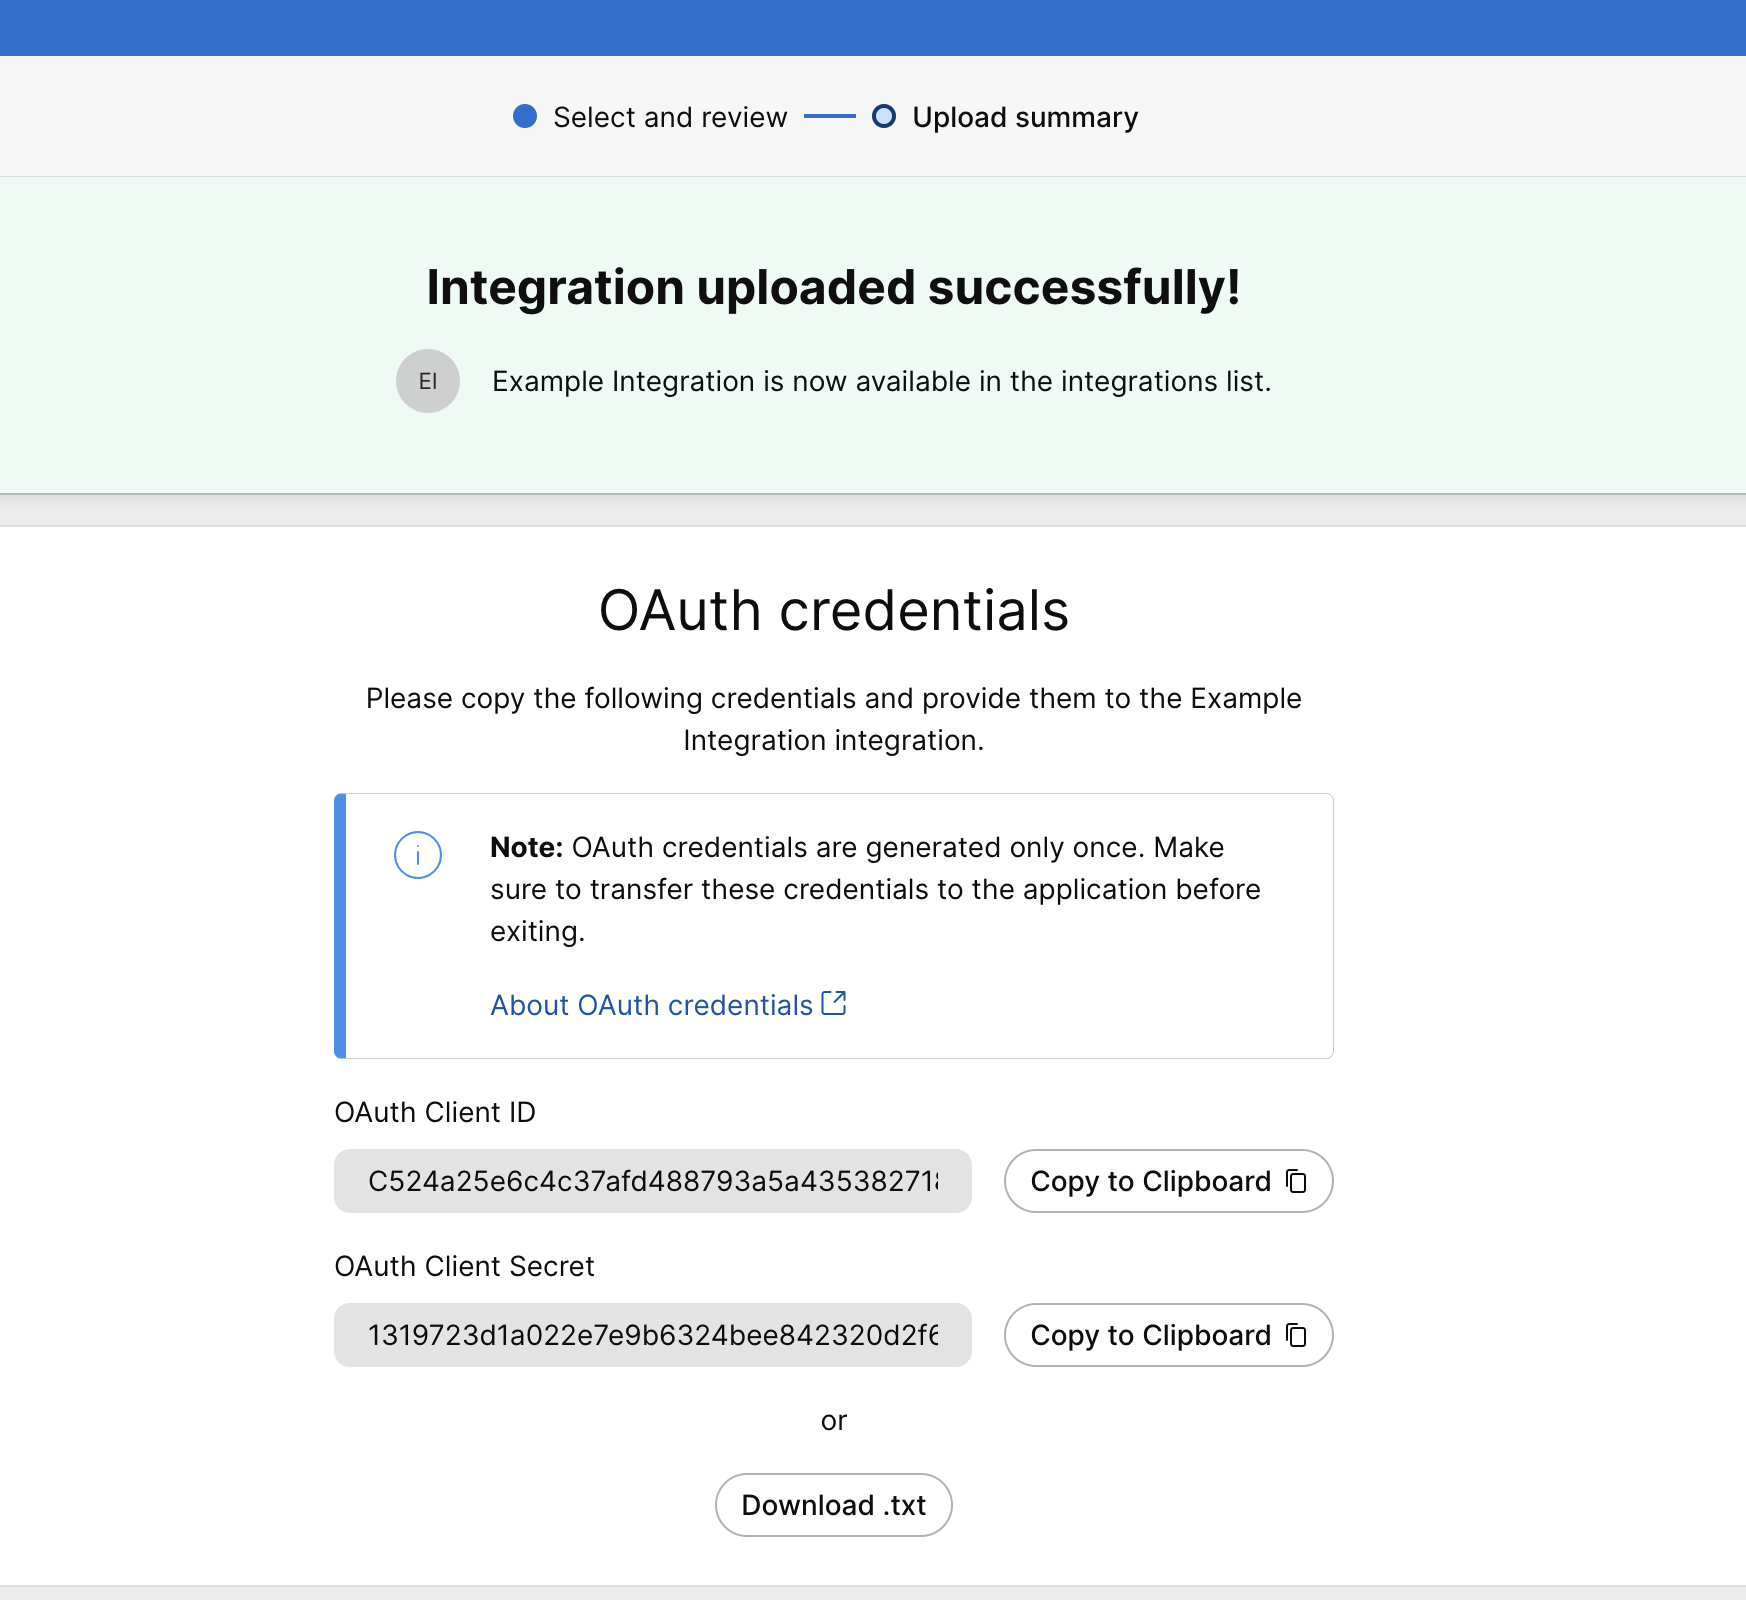 Select and review
Upload summary
Integration uploaded successfully!
EI
Example Integration is now available in the integrations list.
OAuth credentials
Please copy the following credentials and provide them to the Example
Integration integration.
Note: OAuth credentials are generated only once. Make
sure to transfer these credentials to the application before
exiting.
About OAuth credentials
OAuth Client ID
C524a25e6c4c37afd488793a5a43538271
Copy to Clipboard
OAuth Client Secret
1319723d1a022e7e9b6324bee842320d2f6
Copy to Clipboard
or
Download .txt